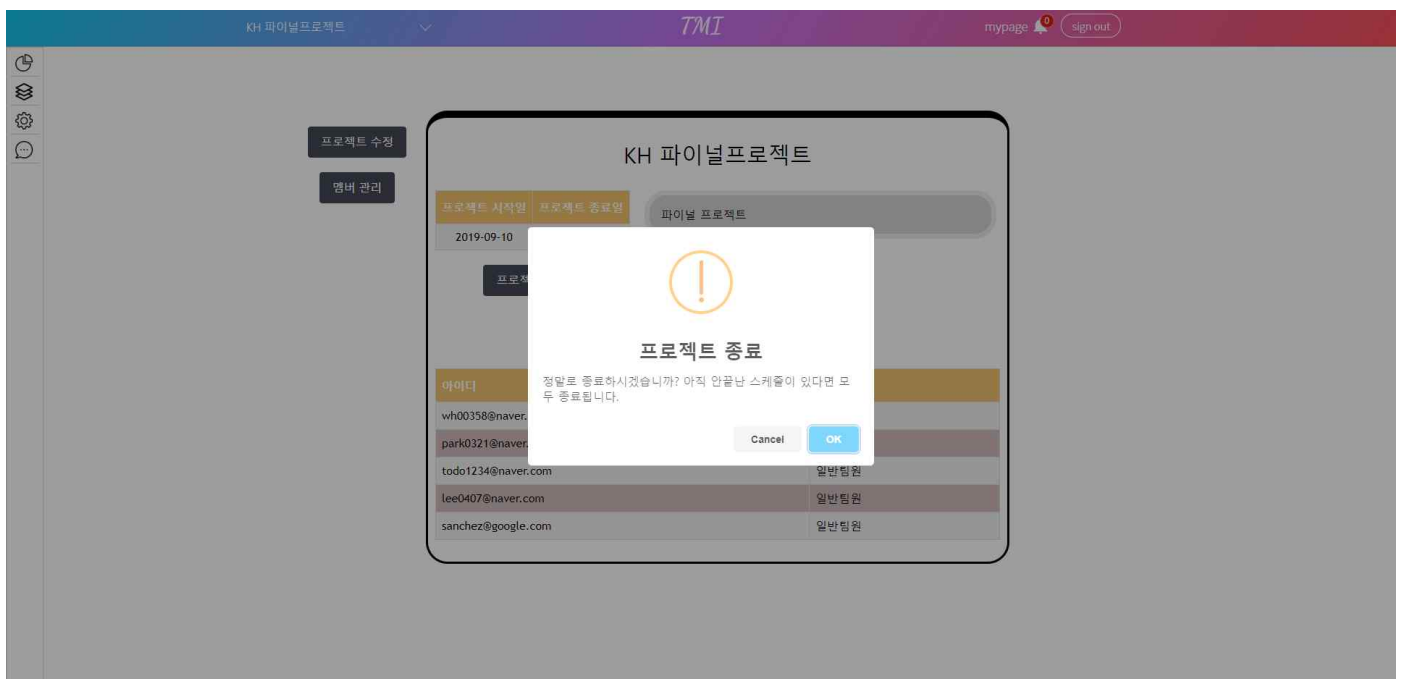 KH 파이널프로젝트
TMI
mypage
0
sign out
프로젝트 수정
멤버 관리
KH 파이널프로젝트
프로젝트 시작일 프로젝트 종료일
파이널 프로젝트
2019-09-10
프로젝트 종료
정말로 종료하시겠습니까? 아직 안끝난 스케줄이 있다면 모
두 종료됩니다.
Cancel
OK
아이디
wh00358@naver.
park0321@naver.
todo1234@naver.com 일반팀원
lee0407@naver.com 일반팀원
sanchez@google.com 일반팀원